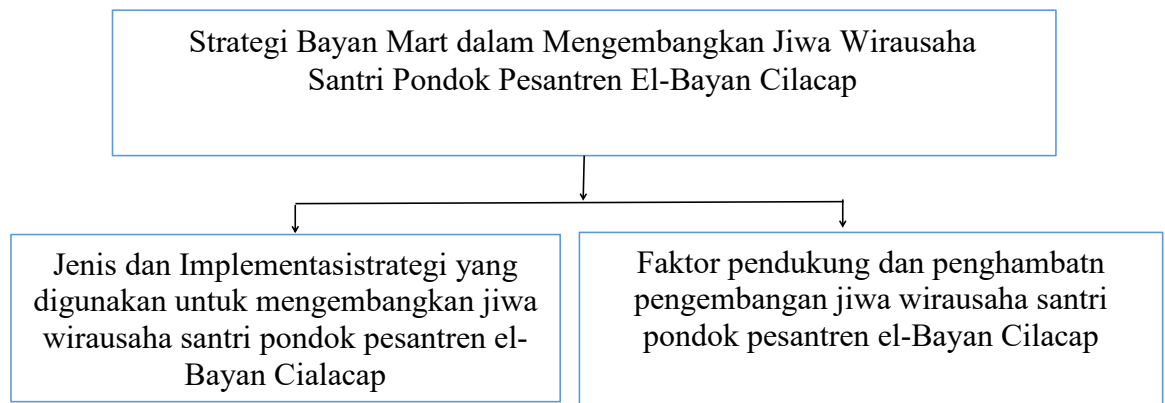 Strategi Bayan Mart dalam Mengembangkan Jiwa Wirausaha
Santri Pondok Pesantren El-Bayan Cilacap
Jenis dan Implementasistrategi yang
digunakan untuk mengembangkan jiwa
wirausaha santri pondok pesantren el-
Bayan Cialacap
Faktor pendukung dan penghambatn
pengembangan jiwa wirausaha santri
pondok pesantren el-Bayan Cilacap